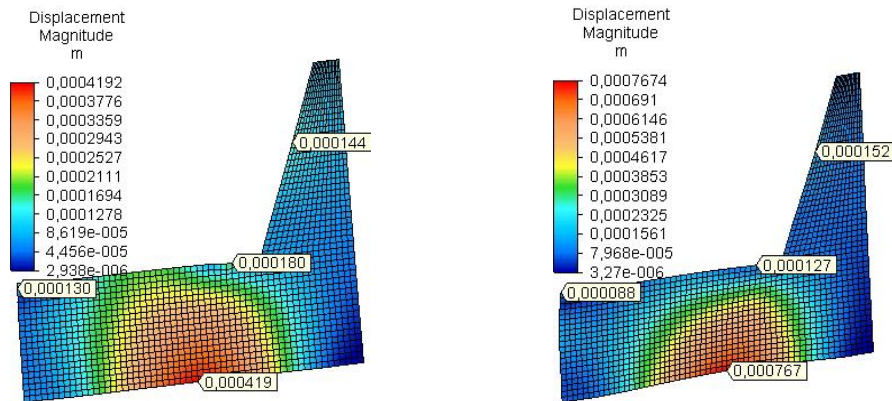 Displacement
Magnitude
m
0,0004192
0,0003776
0,0003359
0,0002943
0,0002527
0,0002111
0,0001694
0,0001278
8,619e-005
4,456e-005
2,938e-006
0,000144
0,000180
0,000130
0,000419
Displacement
Magnitude
m
0,0007674
0,000691
0,0006146
0,0005381
0,0004617
0,0003853
0,0003089
0,0002325
0,0001561
7,968e-005
3,27e-006
0,000152
0,000127
0,000088
0,000767